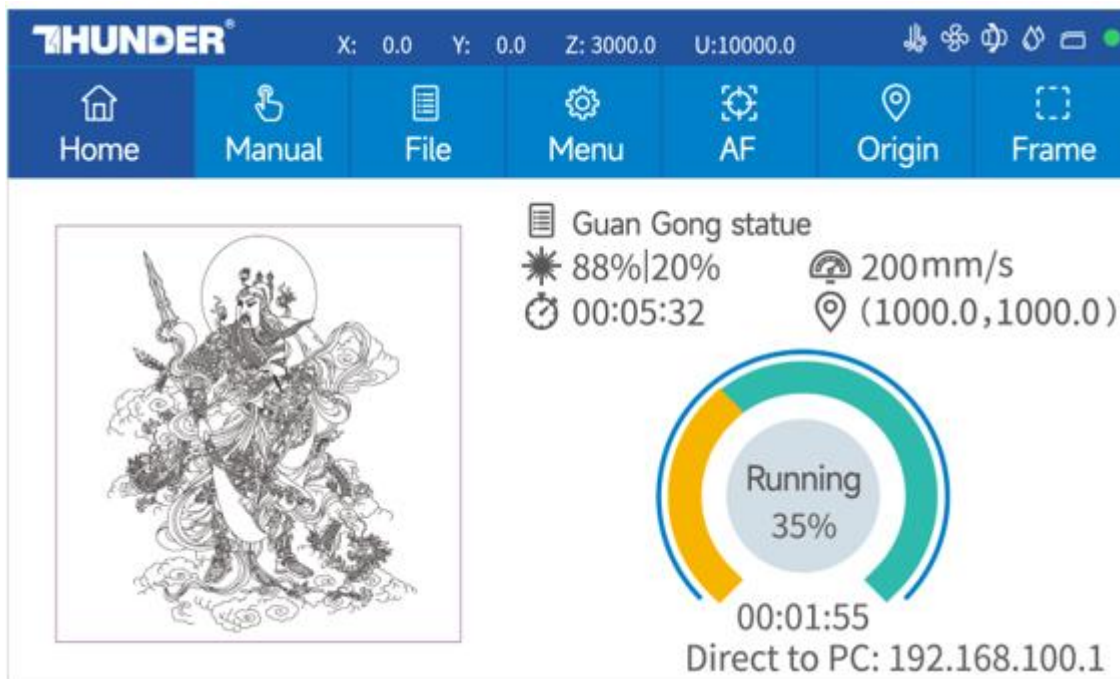 THUNDER® X: 0.0 Y: 0.0 Z: 3000.0 U:10000.0
Home Manual File Menu AF Origin Frame
Guan Gong statue
88%|20% 200mm/s
00:05:32 (1000.0,1000.0)
Running
35%
00:01:55
Direct to PC: 192.168.100.1